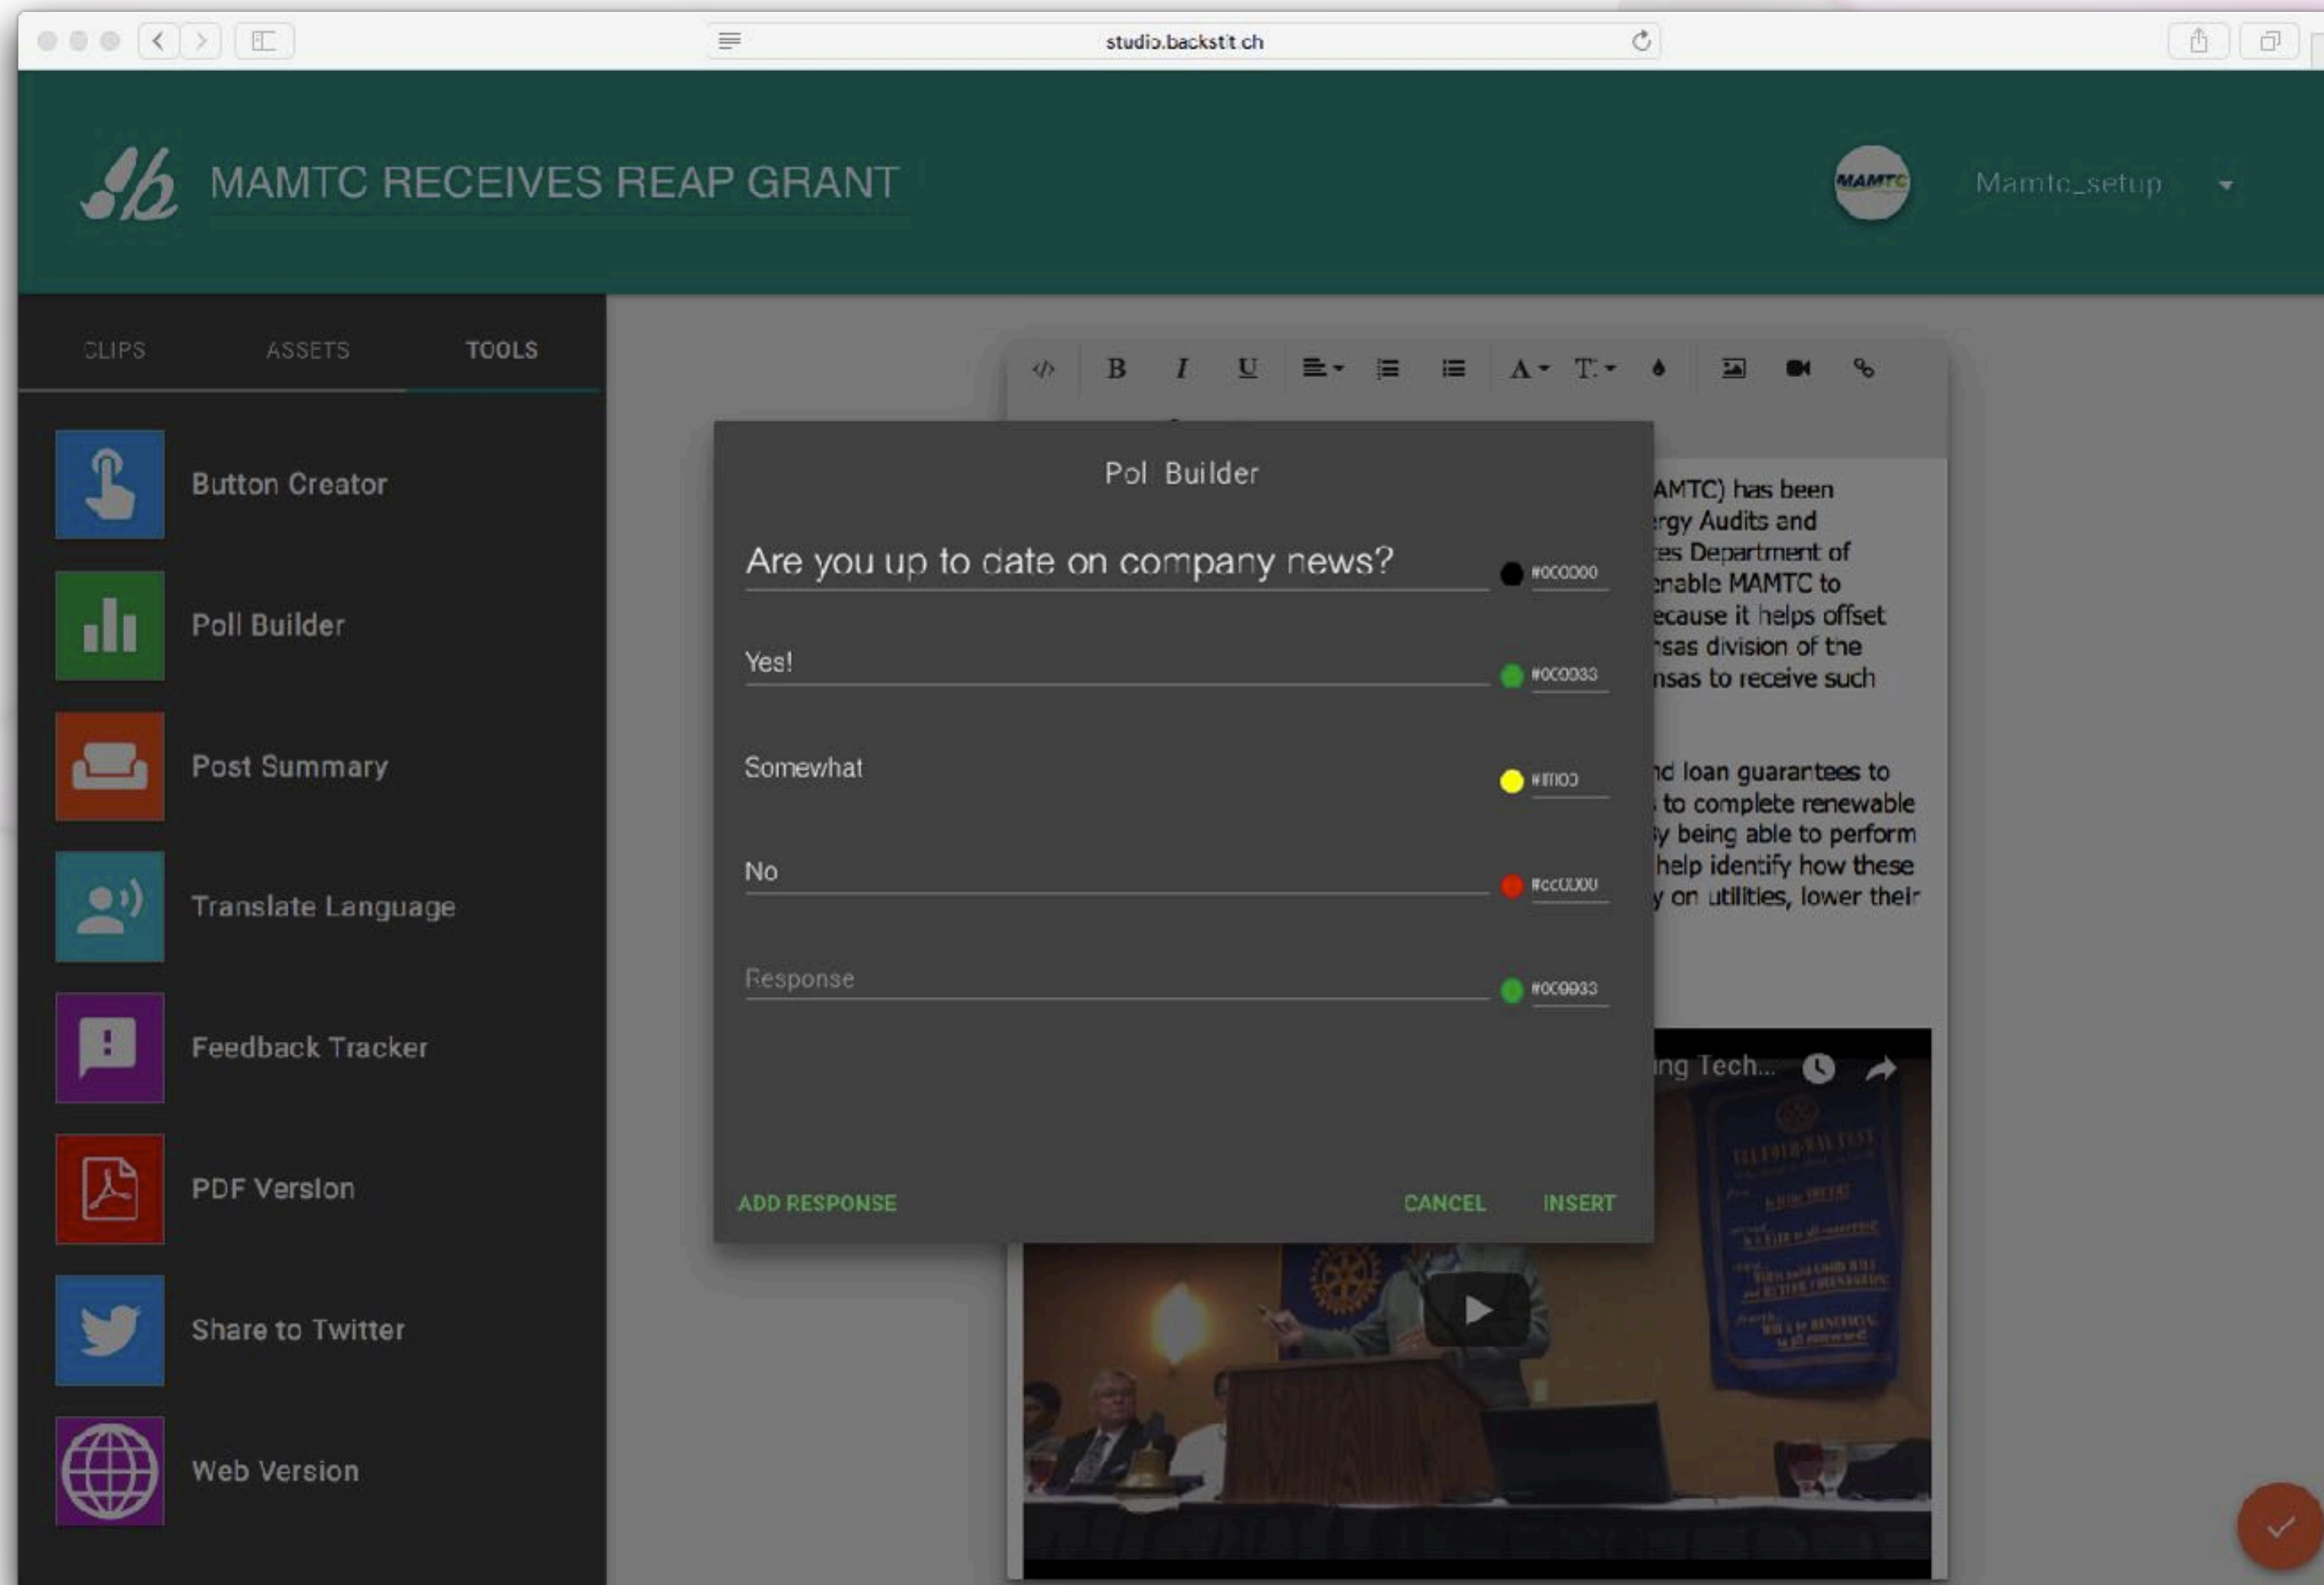 studio.backstit.ch
MAMTC RECEIVES REAP GRANT
MAMTC
Mamtc_setup
CLIPS
ASSETS
TOOLS
Button Creator
Poll Builder
Post Summary
Translate Language
Feedback Tracker
PDF Version
Share to Twitter
Web Version
B I U
Pol Builder
Are you up to date on company news?
Yes!
Somewhat
No
Response
ADD RESPONSE
CANCEL
INSERT
AMTC) has been
rgy Audits and
es Department of
enable MAMTC to
ecause it helps offset
sas division of the
nsas to receive such
nd loan guarantees to
to complete renewable
y being able to perform
help identify how these
y on utilities, lower their
ing Tech...